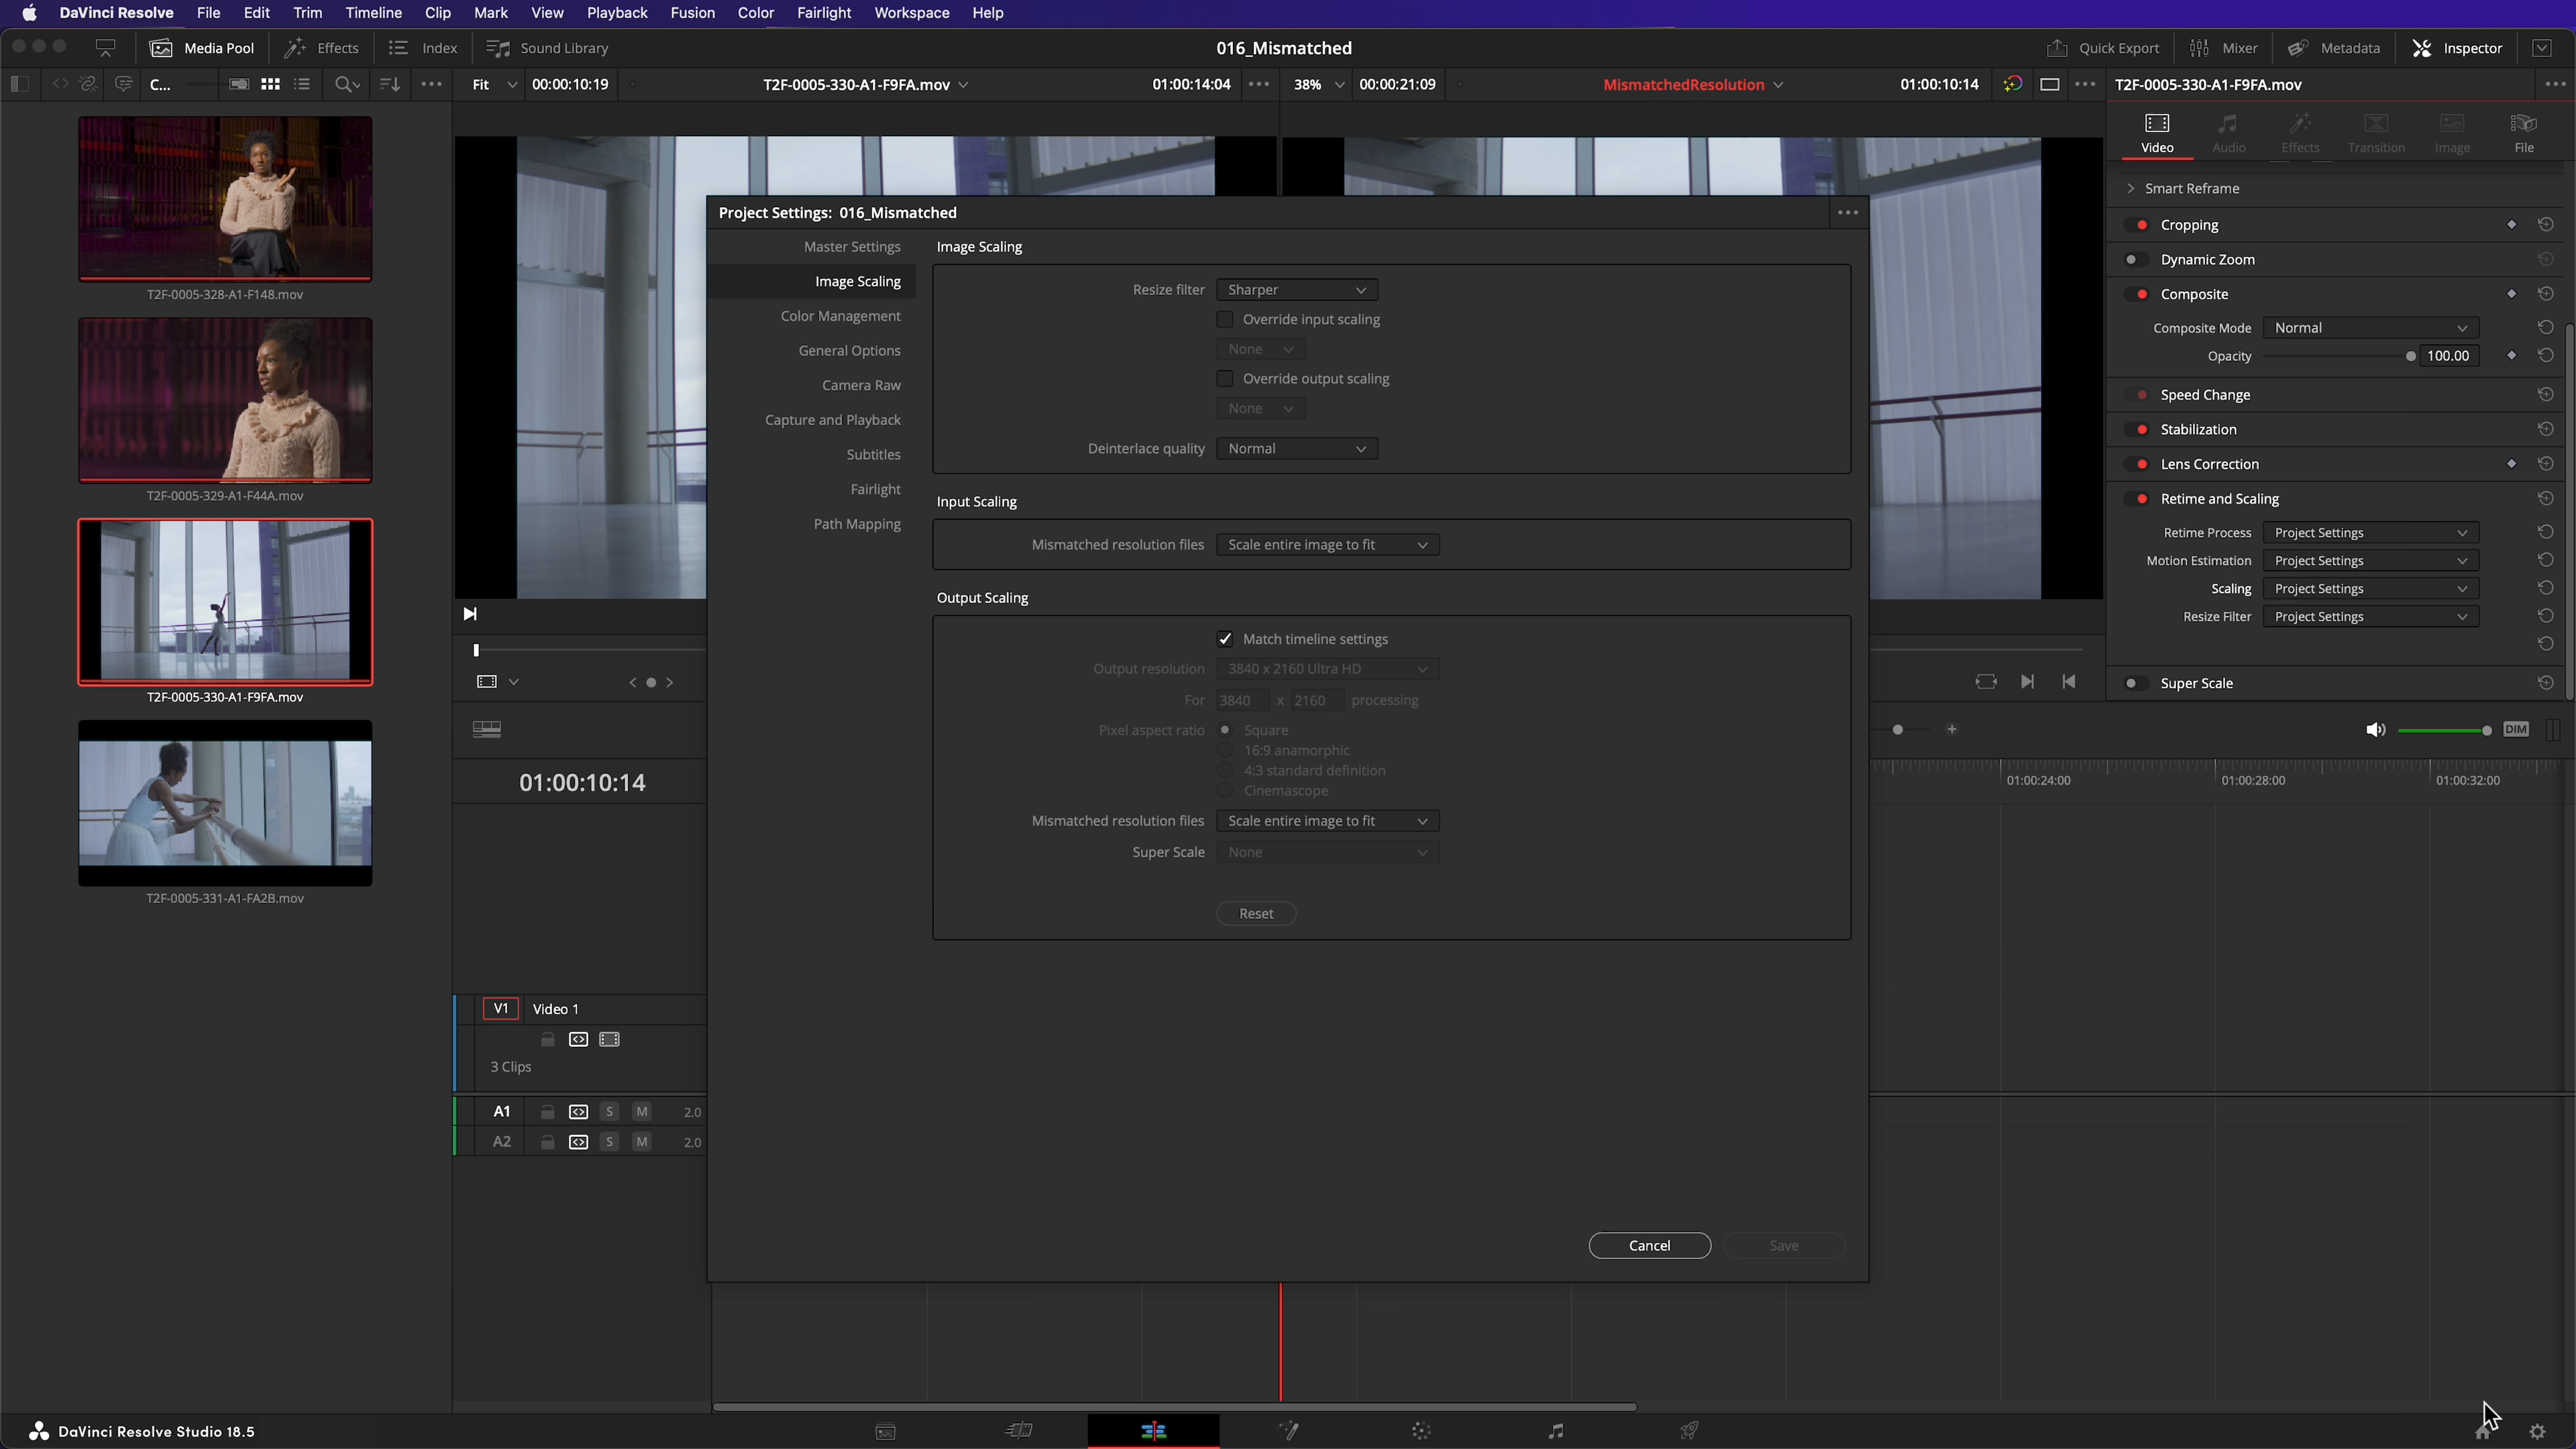 DaVinci Resolve File Edit Trim Timeline Clip Mark View Playback Fusion Color Fairlight Workspace Help
Media Pool Effects Index Sound Library 016_Mismatched Quick Export Mixer Metadata Inspector
C... Fit 00:00:10:19 T2F-0005-330-A1-F9FA.mov 01:00:14:04 38% 00:00:21:09 MismatchedResolution 01:00:10:14 T2F-0005-330-A1-F9FA.mov
Video Audio Effects Transition Image File
T2F-0005-328-A1-F148.mov
T2F-0005-329-A1-F44A.mov
T2F-0005-330-A1-F9FA.mov
T2F-0005-331-A1-FA2B.mov
Project Settings: 016_Mismatched
Master Settings
Image Scaling
Color Management
General Options
Camera Raw
Capture and Playback
Subtitles
Fairlight
Path Mapping
Image Scaling
Resize filter Sharper
Override input scaling
None
Override output scaling
None
Deinterlace quality Normal
Input Scaling
Mismatched resolution files Scale entire image to fit
Output Scaling
Match timeline settings
Output resolution 3840 x 2160 Ultra HD
For 3840 x 2160 processing
Pixel aspect ratio Square
16:9 anamorphic
4:3 standard definition
Cinemascope
Mismatched resolution files Scale entire image to fit
Super Scale None
Reset
Cancel Save
Smart Reframe
Cropping
Dynamic Zoom
Composite
Composite Mode Normal
Opacity 100.00
Speed Change
Stabilization
Lens Correction
Retime and Scaling
Retime Process Project Settings
Motion Estimation Project Settings
Scaling Project Settings
Resize Filter Project Settings
Super Scale
DIM
01:00:10:14
01:00:24:00 01:00:28:00 01:00:32:00
V1 Video 1
3 Clips
A1 S M 2.0
A2 S M 2.0
DaVinci Resolve Studio 18.5